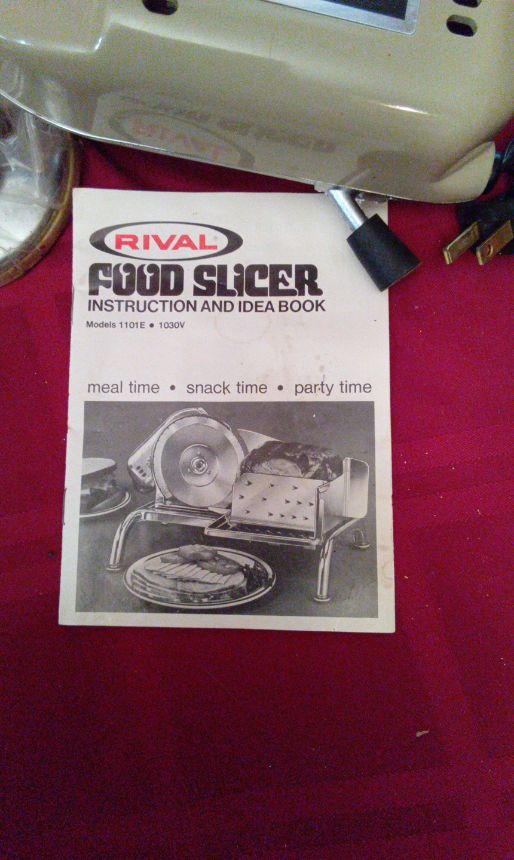 RIVAL
FOOD SLICER
INSTRUCTION AND IDEA BOOK
Models 1101E • 1030V
meal time • snack time • party time